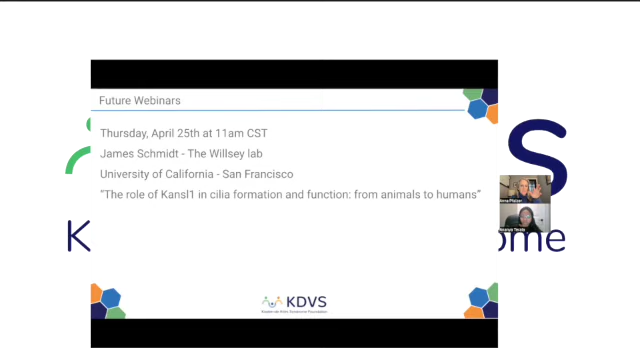 Future Webinars
Thursday, April 25th at 11am CST
James Schmidt - The Willsey lab
University of California - San Francisco
“The role of Kansl1 in cilia formation and function: from animals to humans”
S
K
ome
KDVS